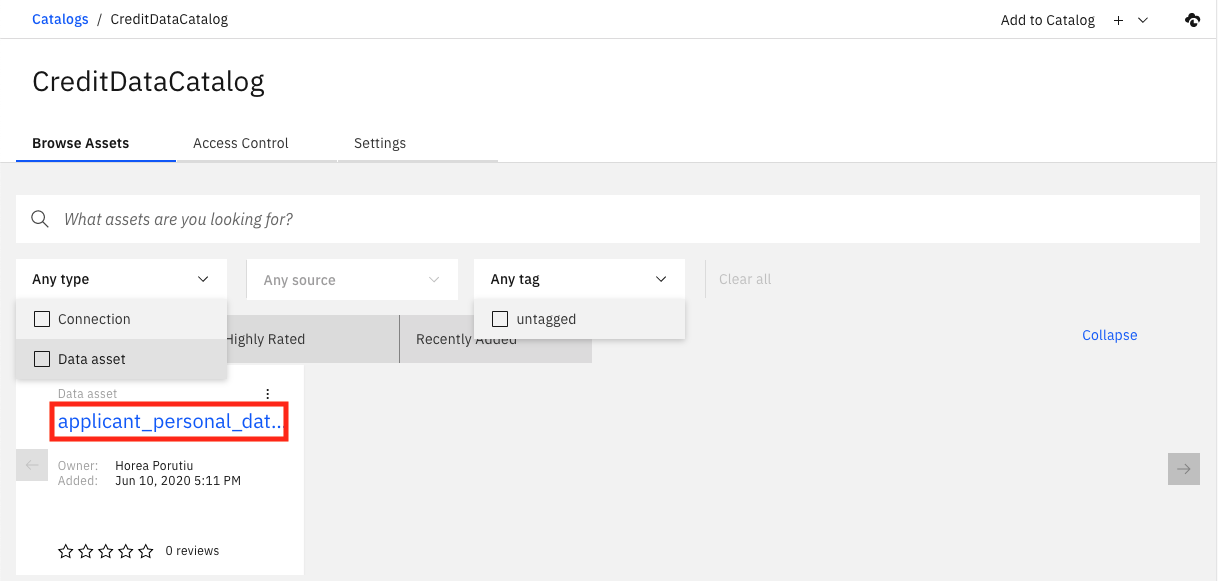 Catalogs / CreditDataCatalog
Add to Catalog +
CreditDataCatalog
Browse Assets
Access Control
Settings
What assets are you looking for?
Any type
Any source
Any tag
Clear all
Connection
Data asset
untagged
Highly Rated
Recently Added
Collapse
Data asset
applicant_personal_dat...
Owner: Horea Porutiu
Added: Jun 10, 2020 5:11 PM
0 reviews